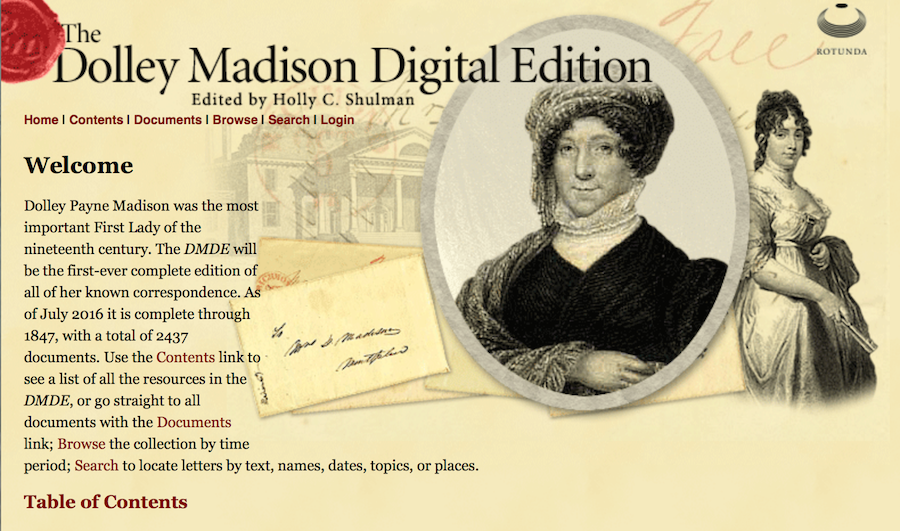 The
Dolley Madison Digital Edition
Edited by Holly C. Shulman
ROTUNDA
Home | Contents | Documents | Browse | Search | Login
Welcome
Dolley Payne Madison was the most
important First Lady of the
nineteenth century. The DMDE will
be the first-ever complete edition of
all of her known correspondence. As
of July 2016 it is complete through
1847, with a total of 2437
documents. Use the Contents link to
see a list of all the resources in the
DMDE, or go straight to all
documents with the Documents
link; Browse the collection by time
period; Search to locate letters by text, names, dates, topics, or places.
To
Mrs D. Madison
Montpelier
Table of Contents